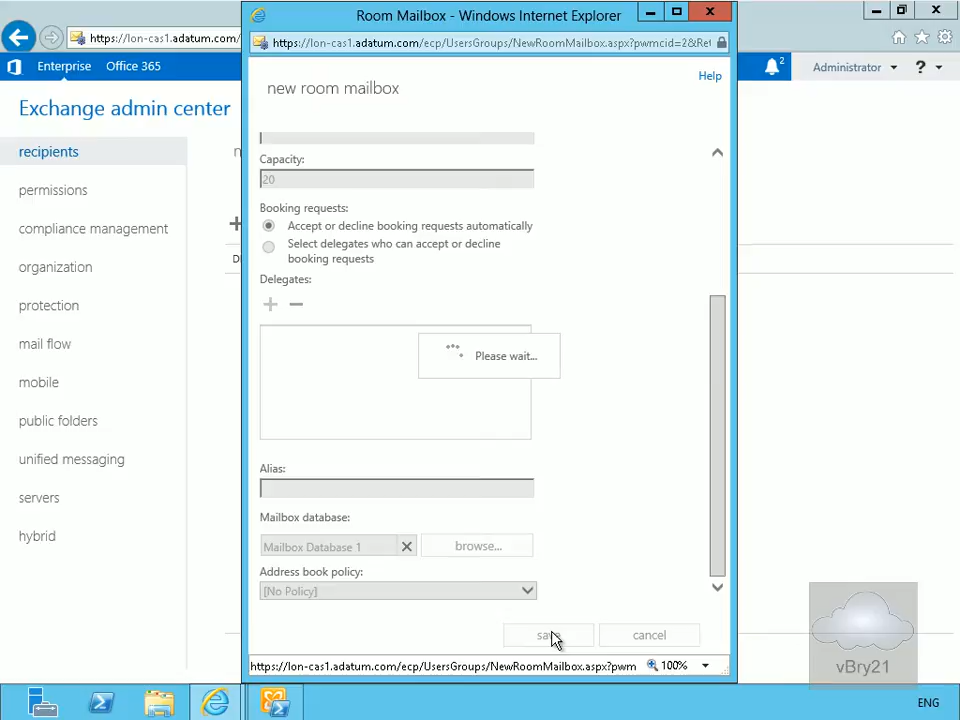 Room Mailbox - Windows Internet Explorer
https://lon-cas1.adatum.com/
https://lon-cas1.adatum.com/ecp/UsersGroups/NewRoomMailbox.aspx?pwmcid=2&Ret
Enterprise Office 365
2
Administrator
?
Help
Exchange admin center
new room mailbox
recipients
permissions
compliance management
organization
protection
mail flow
mobile
public folders
unified messaging
servers
hybrid
Capacity:
20
Booking requests:
Accept or decline booking requests automatically
Select delegates who can accept or decline
booking requests
Delegates:
Please wait...
Alias:
Mailbox database:
Mailbox Database 1
browse...
Address book policy:
[No Policy]
save
cancel
https://lon-cas1.adatum.com/ecp/UsersGroups/NewRoomMailbox.aspx?pwm
100%
vBry21
ENG